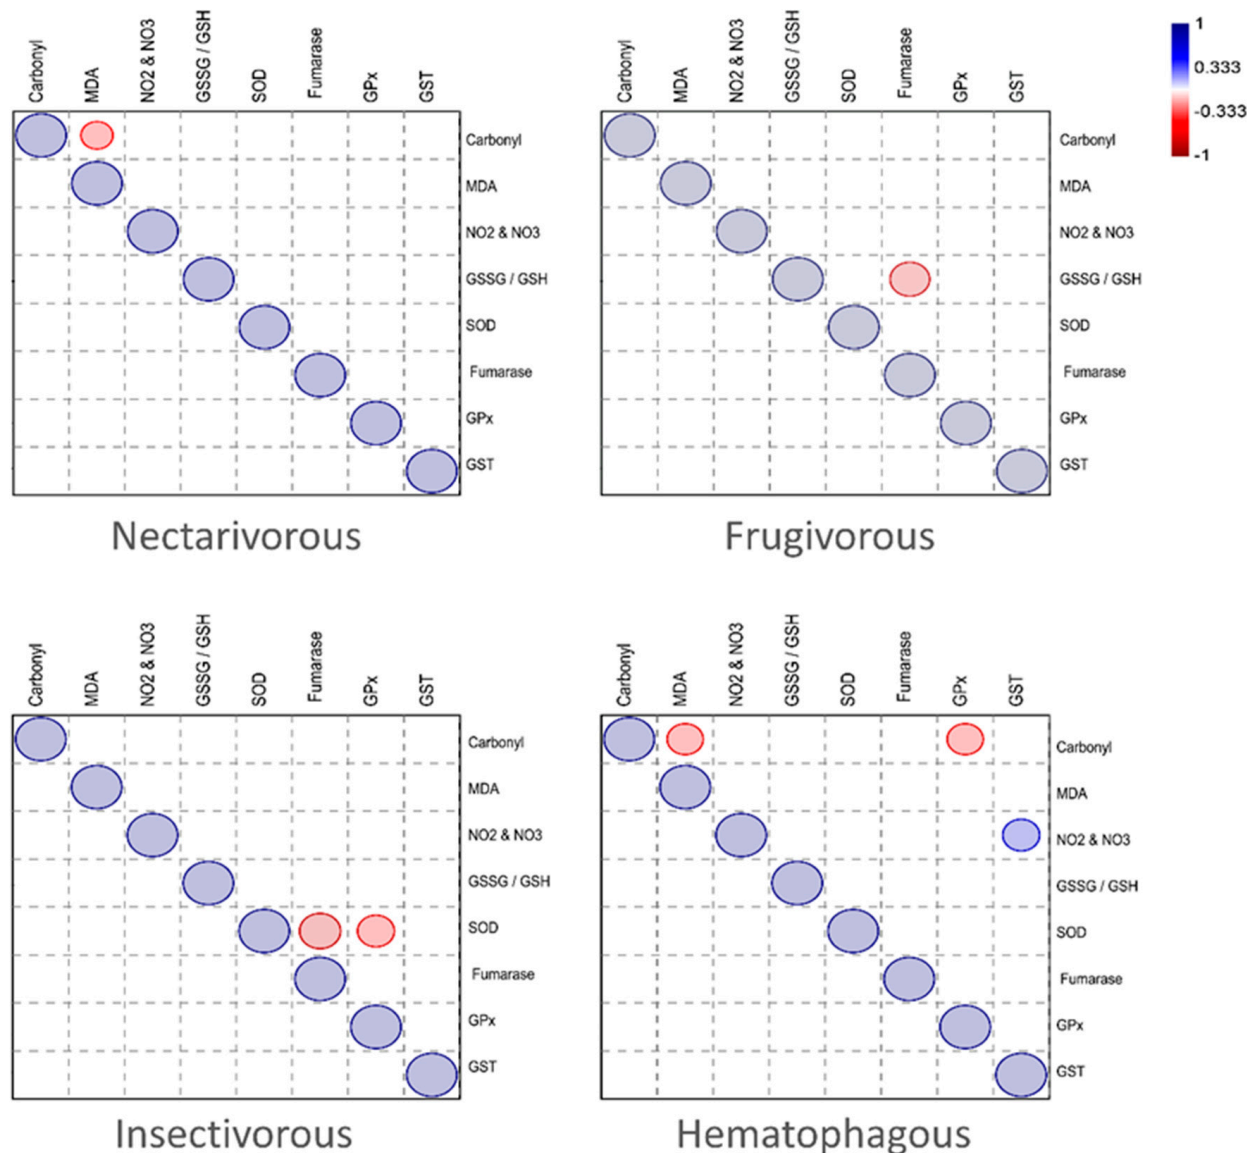 Carbonyl
MDA
NO2 & NO3
GSSG / GSH
SOD
Fumarase
GPx
GST
Carbonyl
MDA
NO2 & NO3
GSSG / GSH
SOD
Fumarase
GPx
GST
Nectarivorous
Carbonyl
MDA
NO2 & NO3
GSSG / GSH
SOD
Fumarase
GPx
GST
Carbonyl
MDA
NO2 & NO3
GSSG / GSH
SOD
Fumarase
GPx
GST
Frugivorous
1
0.333
-0.333
-1
Carbonyl
MDA
NO2 & NO3
GSSG / GSH
SOD
Fumarase
GPx
GST
Carbonyl
MDA
NO2 & NO3
GSSG / GSH
SOD
Fumarase
GPx
GST
Insectivorous
Carbonyl
MDA
NO2 & NO3
GSSG / GSH
SOD
Fumarase
GPx
GST
Carbonyl
MDA
NO2 & NO3
GSSG / GSH
SOD
Fumarase
GPx
GST
Hematophagous